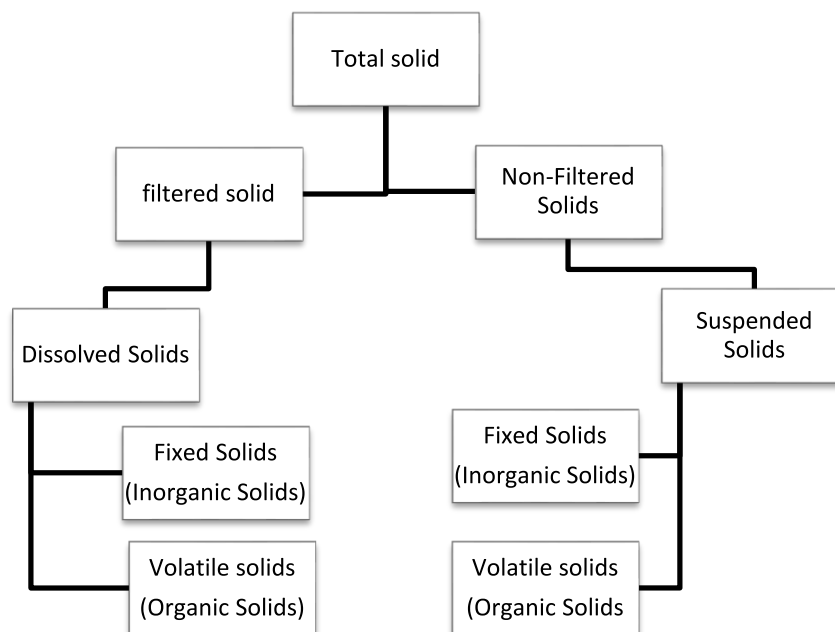 Total solid
filtered solid
Non-Filtered
Solids
Dissolved Solids
Suspended
Solids
Fixed Solids
(Inorganic Solids)
Fixed Solids
(Inorganic Solids)
Volatile solids
(Organic Solids)
Volatile solids
(Organic Solids